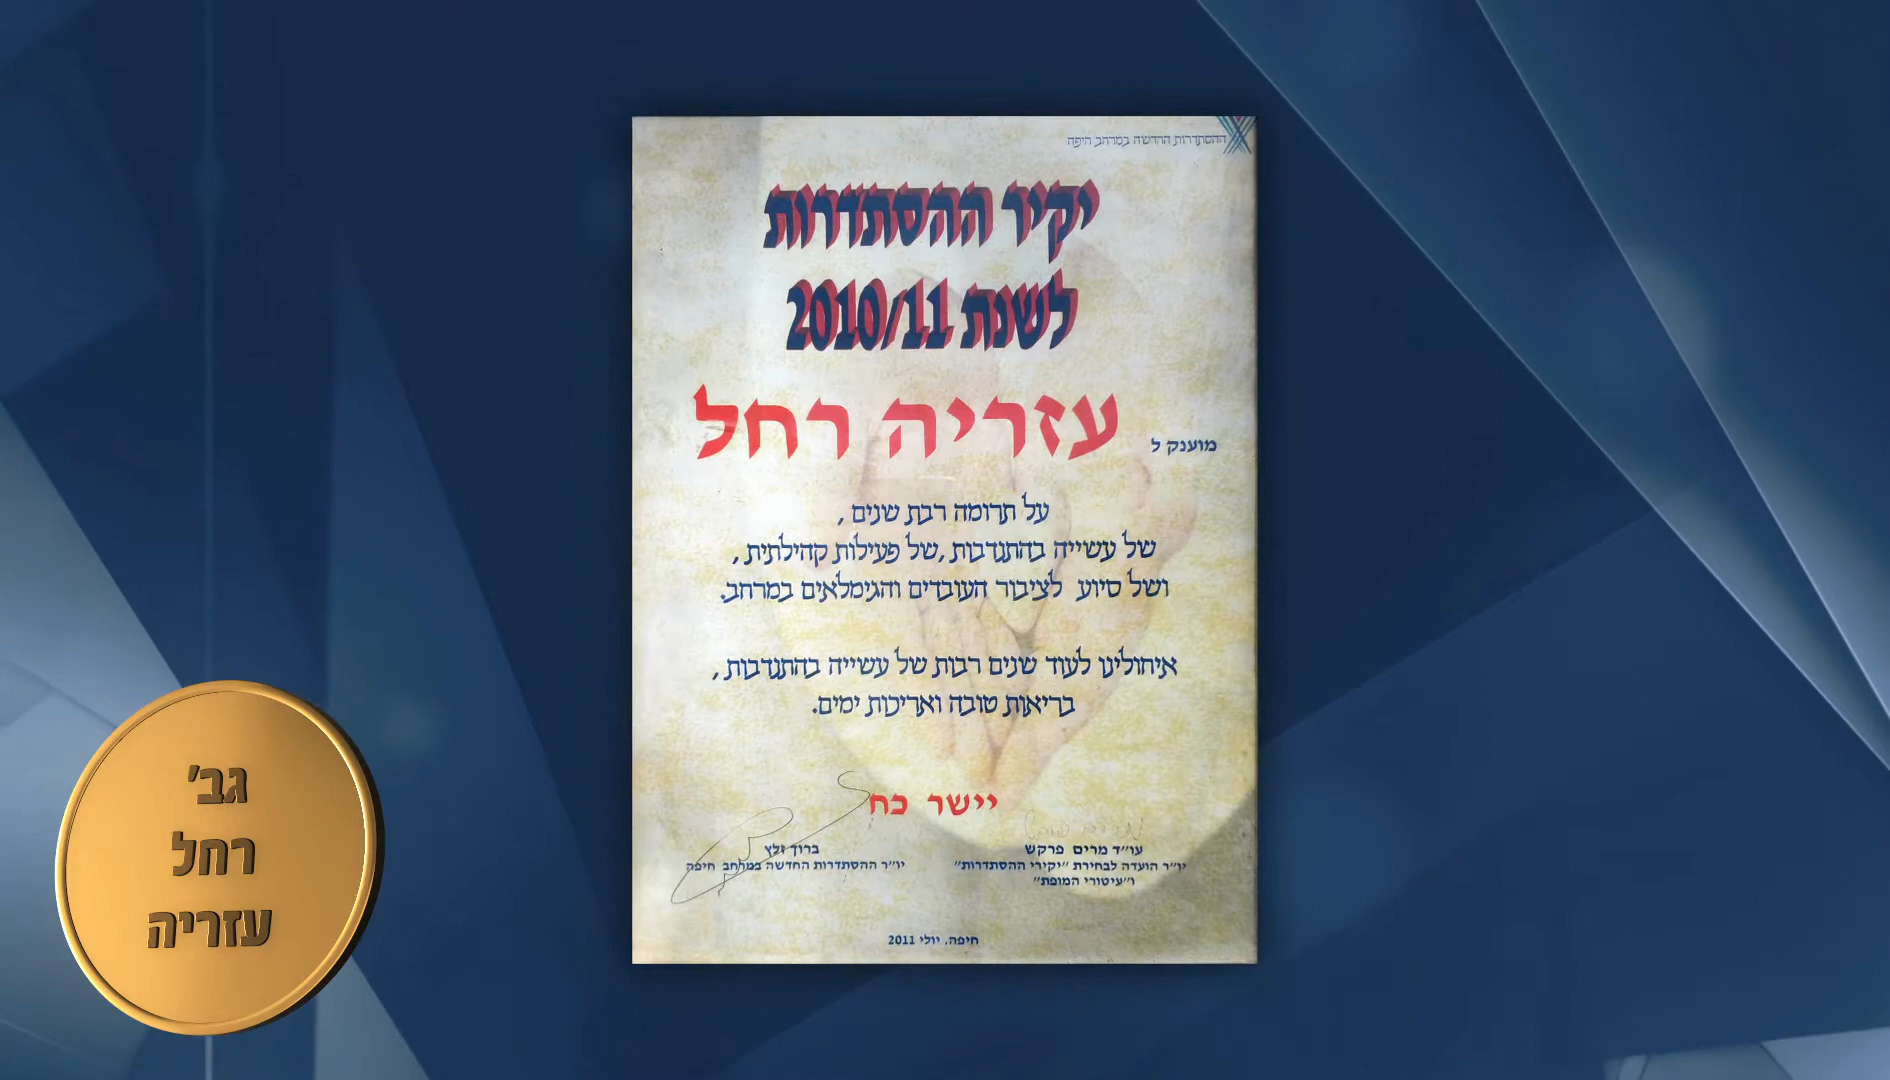 ההסתדרות החדשה במרחב חיפה
יקיר ההסתדרות
לשנת 2010/11
מוענק ל עזריה רחל
על תרומה רבת שנים,
של עשייה בהתנדבות, של פעילות קהילתית,
ושל סיוע לציבור העובדים והגימלאים במרחב.
איחולינו לעוד שנים רבות של עשייה בהתנדבות,
בריאות טובה ואריכות ימים.
יישר כח
עו״ד מרים פרקש
יו״ר הועדה לבחירת ״יקירי ההסתדרות״
ו״עיטורי המופת״
ברוך זלץ
יו״ר ההסתדרות החדשה במרחב חיפה
חיפה, יולי 2011
גב'
רחל
עזריה